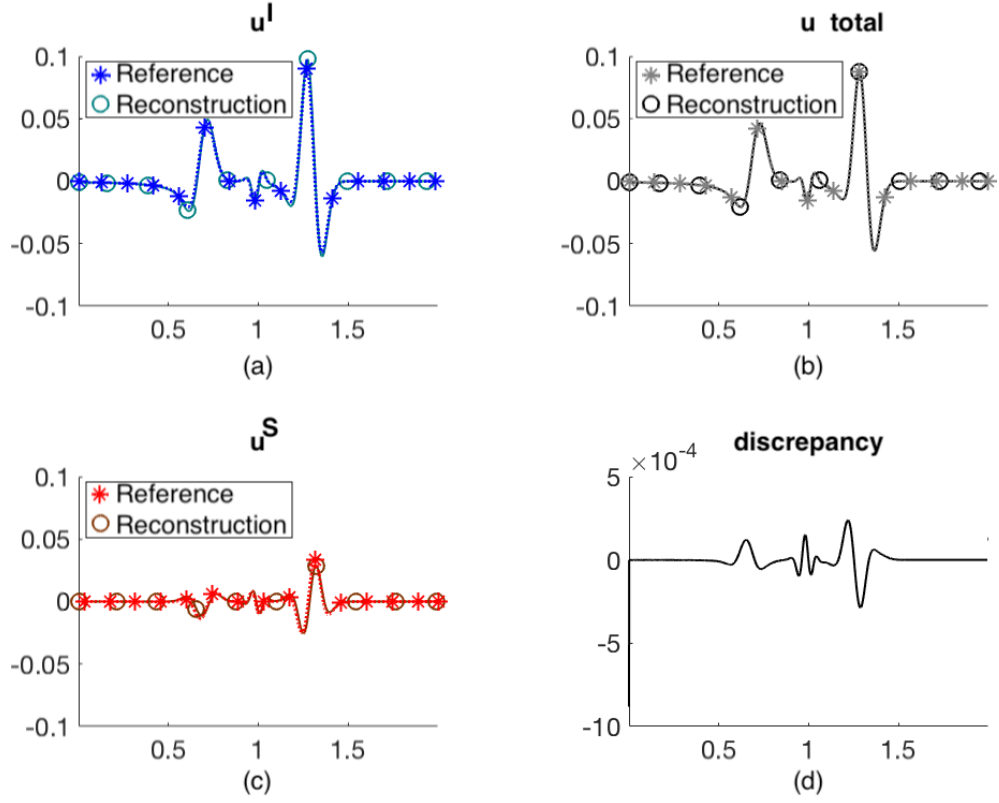 u^I
0.1
0.05
0
-0.05
-0.1
Reference
Reconstruction
0.5 1 1.5
(a)
u total
0.1
0.05
0
-0.05
-0.1
Reference
Reconstruction
0.5 1 1.5
(b)
u^S
0.1
0.05
0
-0.05
-0.1
Reference
Reconstruction
0.5 1 1.5
(c)
discrepancy
×10^-4
5
0
-5
-10
0.5 1 1.5
(d)